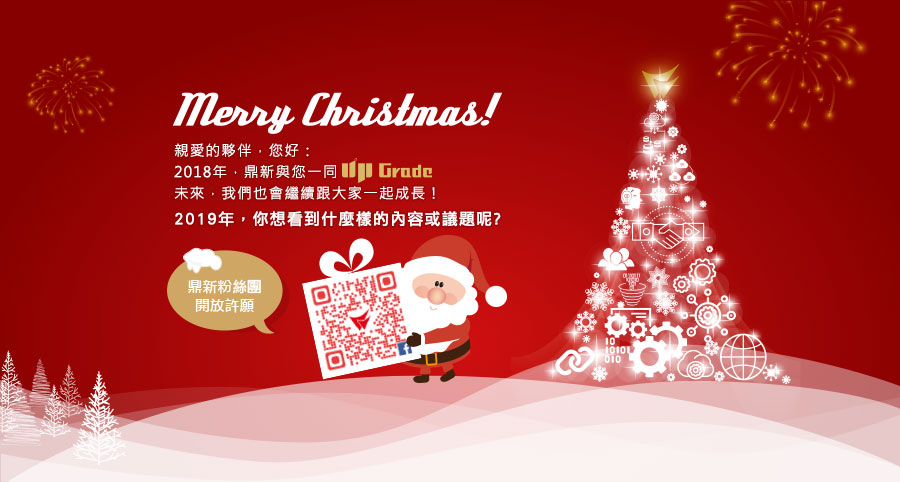 Merry Christmas!
親愛的夥伴，您好：
2018年，鼎新與您一同 Up Grade
未來，我們也會繼續跟大家一起成長！
2019年，你想看到什麼樣的內容或議題呢?
鼎新粉絲團
開放許願
f
10
10101
010